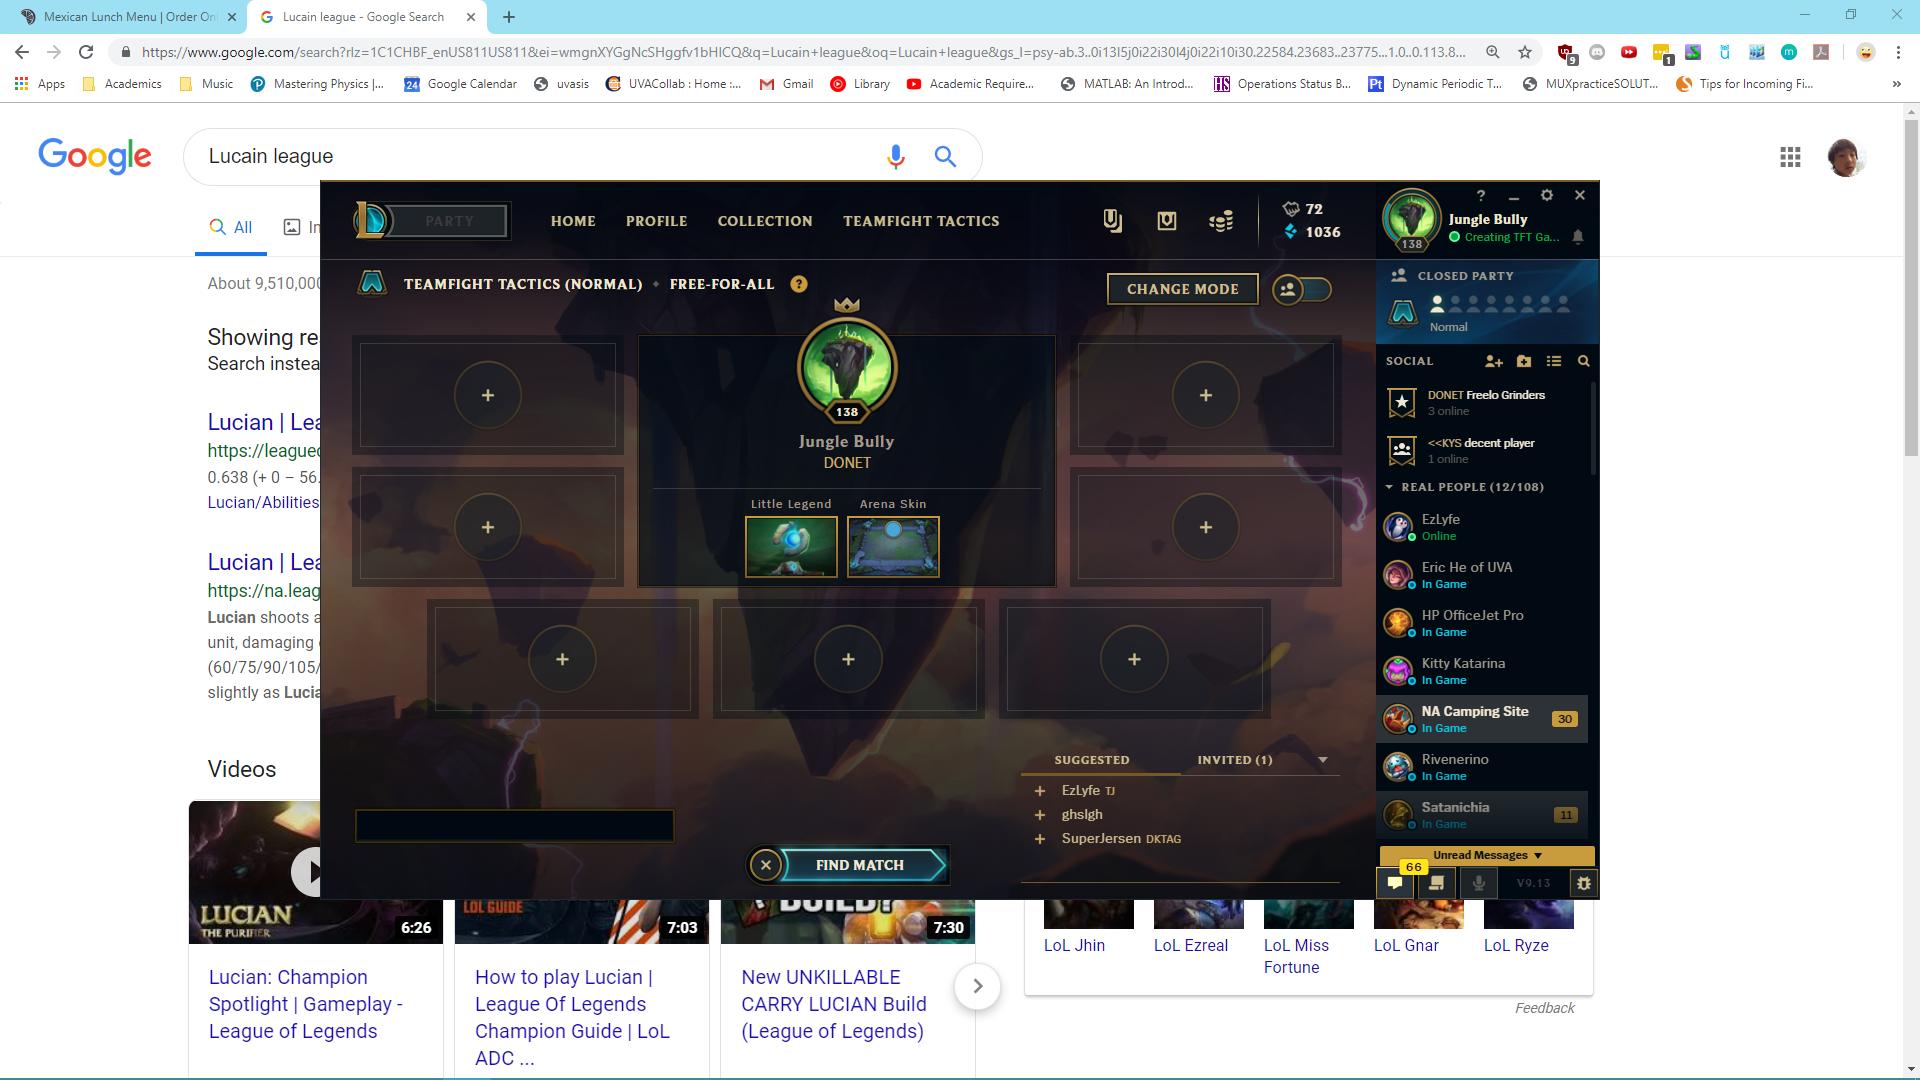 Mexican Lunch Menu | Order Onl
Lucain league - Google Search
https://www.google.com/search?rlz=1C1CHBF_enUS811US811&ei=wmgnXYGgNcSHggfv1bHICQ&q=Lucain+league&oq=Lucain+league&gs_l=psy-ab.3..0i13l5j0i22i30l4j0i22i10i30.22584.23683..23775...1.0..0.113.8...
9
1
Apps
Academics
Music
Mastering Physics |...
24
Google Calendar
uvasis
UVACollab : Home :...
Gmail
Library
Academic Require...
MATLAB: An Introd...
HS
Operations Status B...
Pt
Dynamic Periodic T...
MUXpracticeSOLUT...
Tips for Incoming Fi...
Google
Lucain league
All
In
About 9,510,000
Showing re
Search instea
Lucian | Lea
https://leagueo
0.638 (+ 0 – 56.
Lucian/Abilities
Lucian | Lea
https://na.leag
Lucian shoots a
unit, damaging
(60/75/90/105/
slightly as Lucia
Videos
PARTY
HOME
PROFILE
COLLECTION
TEAMFIGHT TACTICS
72
1036
138
Jungle Bully
Creating TFT Ga...
TEAMFIGHT TACTICS (NORMAL) • FREE-FOR-ALL
?
CHANGE MODE
138
Jungle Bully
DONET
Little Legend
Arena Skin
SUGGESTED
INVITED (1)
EzLyfe TJ
ghslgh
SuperJersen DKTAG
FIND MATCH
CLOSED PARTY
Normal
SOCIAL
DONET Freelo Grinders
3 online
<<KYS decent player
1 online
REAL PEOPLE (12/108)
EzLyfe
Online
Eric He of UVA
In Game
HP OfficeJet Pro
In Game
Kitty Katarina
In Game
NA Camping Site
In Game
30
Rivenerino
In Game
Satanichia
In Game
11
Unread Messages
66
V9.13
LUCIAN
THE PURIFIER
6:26
LOL GUIDE
7:03
BUILD?
7:30
Lucian: Champion
Spotlight | Gameplay -
League of Legends
How to play Lucian |
League Of Legends
Champion Guide | LoL
ADC ...
New UNKILLABLE
CARRY LUCIAN Build
(League of Legends)
LoL Jhin
LoL Ezreal
LoL Miss
Fortune
LoL Gnar
LoL Ryze
Feedback